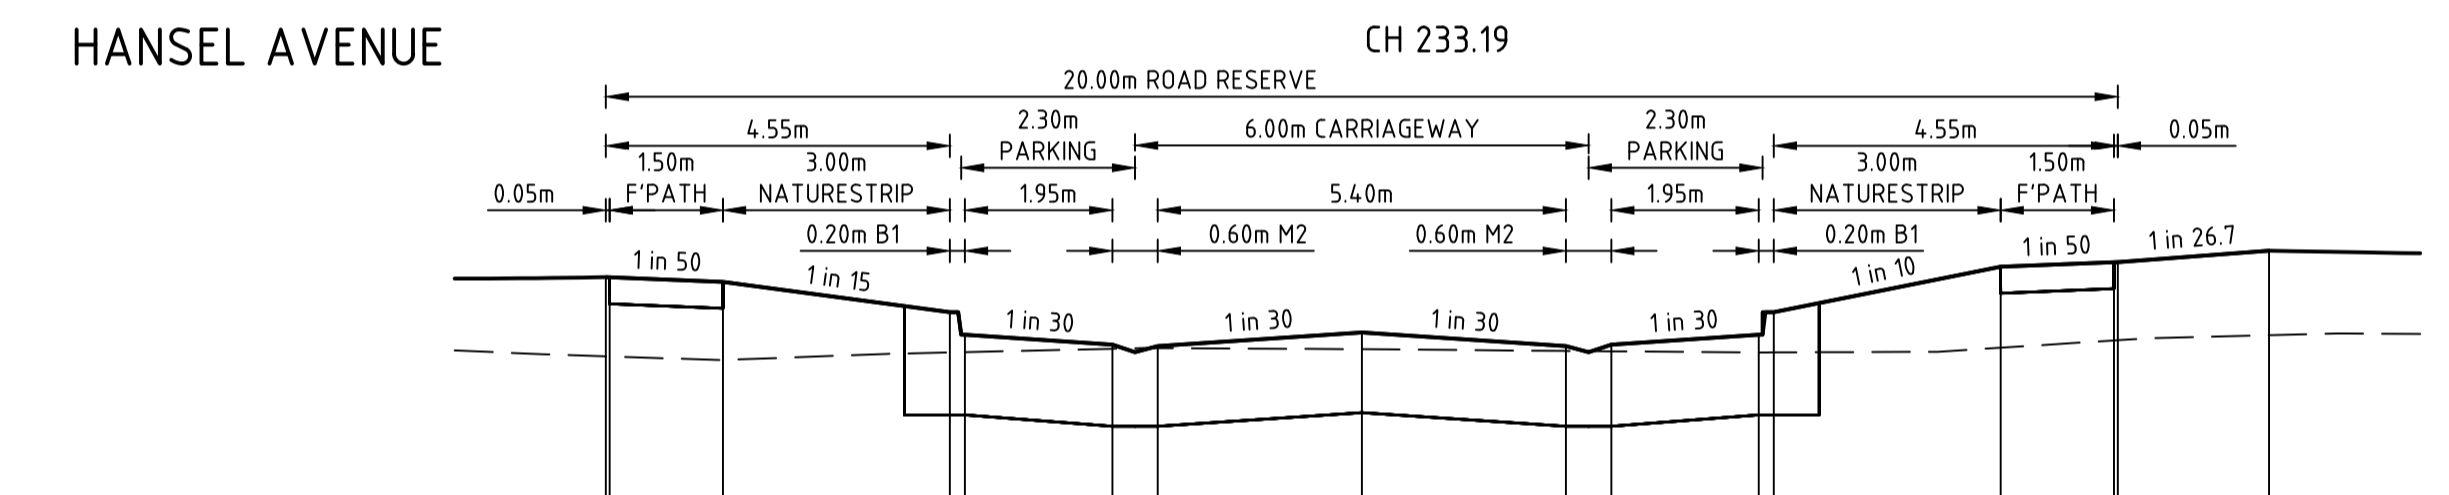 HANSEL AVENUE
CH 233.19
20.00m ROAD RESERVE
4.55m
2.30m
PARKING
6.00m CARRIAGEWAY
2.30m
PARKING
4.55m
0.05m
0.05m
1.50m
F'PATH
3.00m
NATURESTRIP
1.95m
5.40m
1.95m
3.00m
NATURESTRIP
1.50m
F'PATH
0.20m B1
0.60m M2
0.60m M2
0.20m B1
1 in 50
1 in 15
1 in 30
1 in 30
1 in 30
1 in 30
1 in 10
1 in 50
1 in 26.7